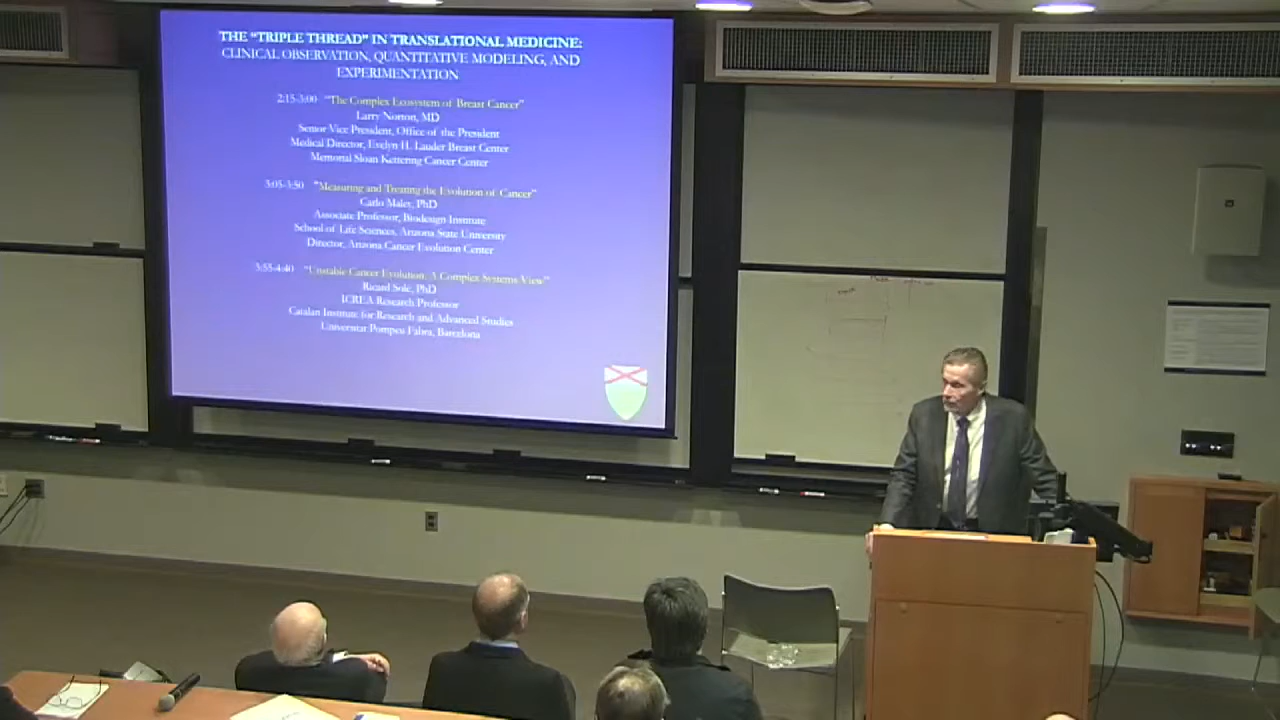 THE “TRIPLE THREAD” IN TRANSLATIONAL MEDICINE:
CLINICAL OBSERVATION, QUANTITATIVE MODELING, AND
EXPERIMENTATION
2:15-3:00 “The Complex Ecosystem of Breast Cancer”
Larry Norton, MD
Senior Vice President, Office of the President
Medical Director, Evelyn H. Lauder Breast Center
Memorial Sloan Kettering Cancer Center
3:05-3:50 “Measuring and Treating the Evolution of Cancer”
Carlo Maley, PhD
Associate Professor, Biodesign Institute
School of Life Sciences, Arizona State University
Director, Arizona Cancer Evolution Center
3:55-4:40 “Unstable Cancer Evolution: A Complex Systems View”
Ricard Sole, PhD
ICREA Research Professor
Catalan Institute for Research and Advanced Studies
Universitat Pompeu Fabra, Barcelona